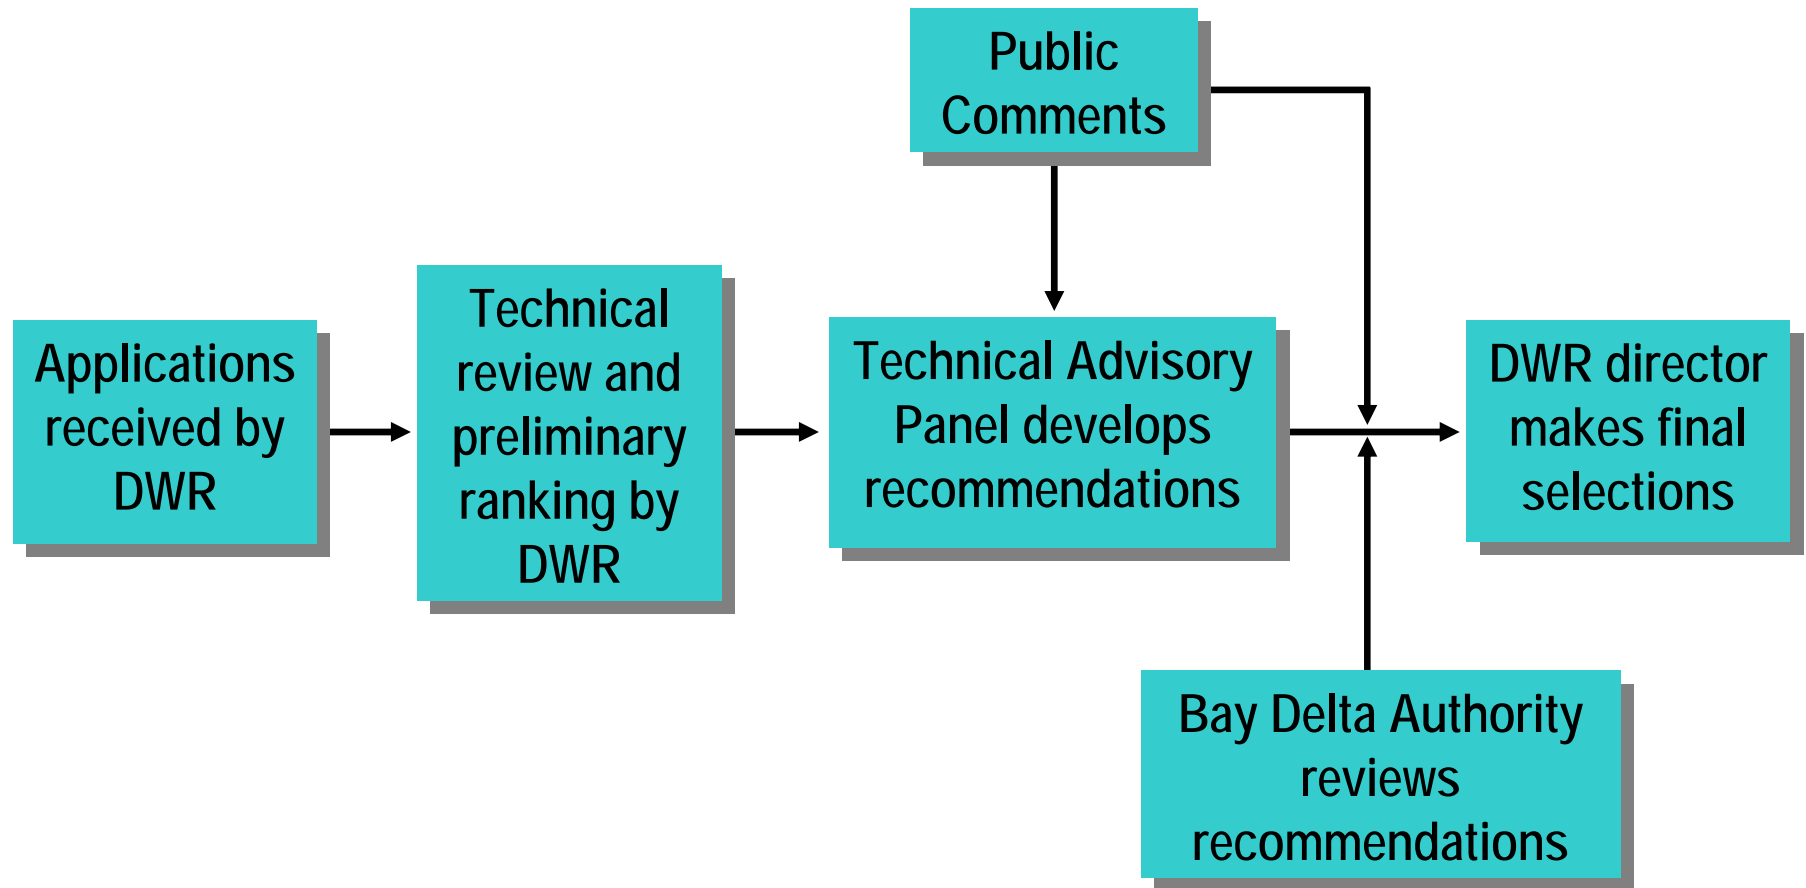 Public
Comments
Applications
received by
DWR
Technical
review and
preliminary
ranking by
DWR
Technical Advisory
Panel develops
recommendations
DWR director
makes final
selections
Bay Delta Authority
reviews
recommendations